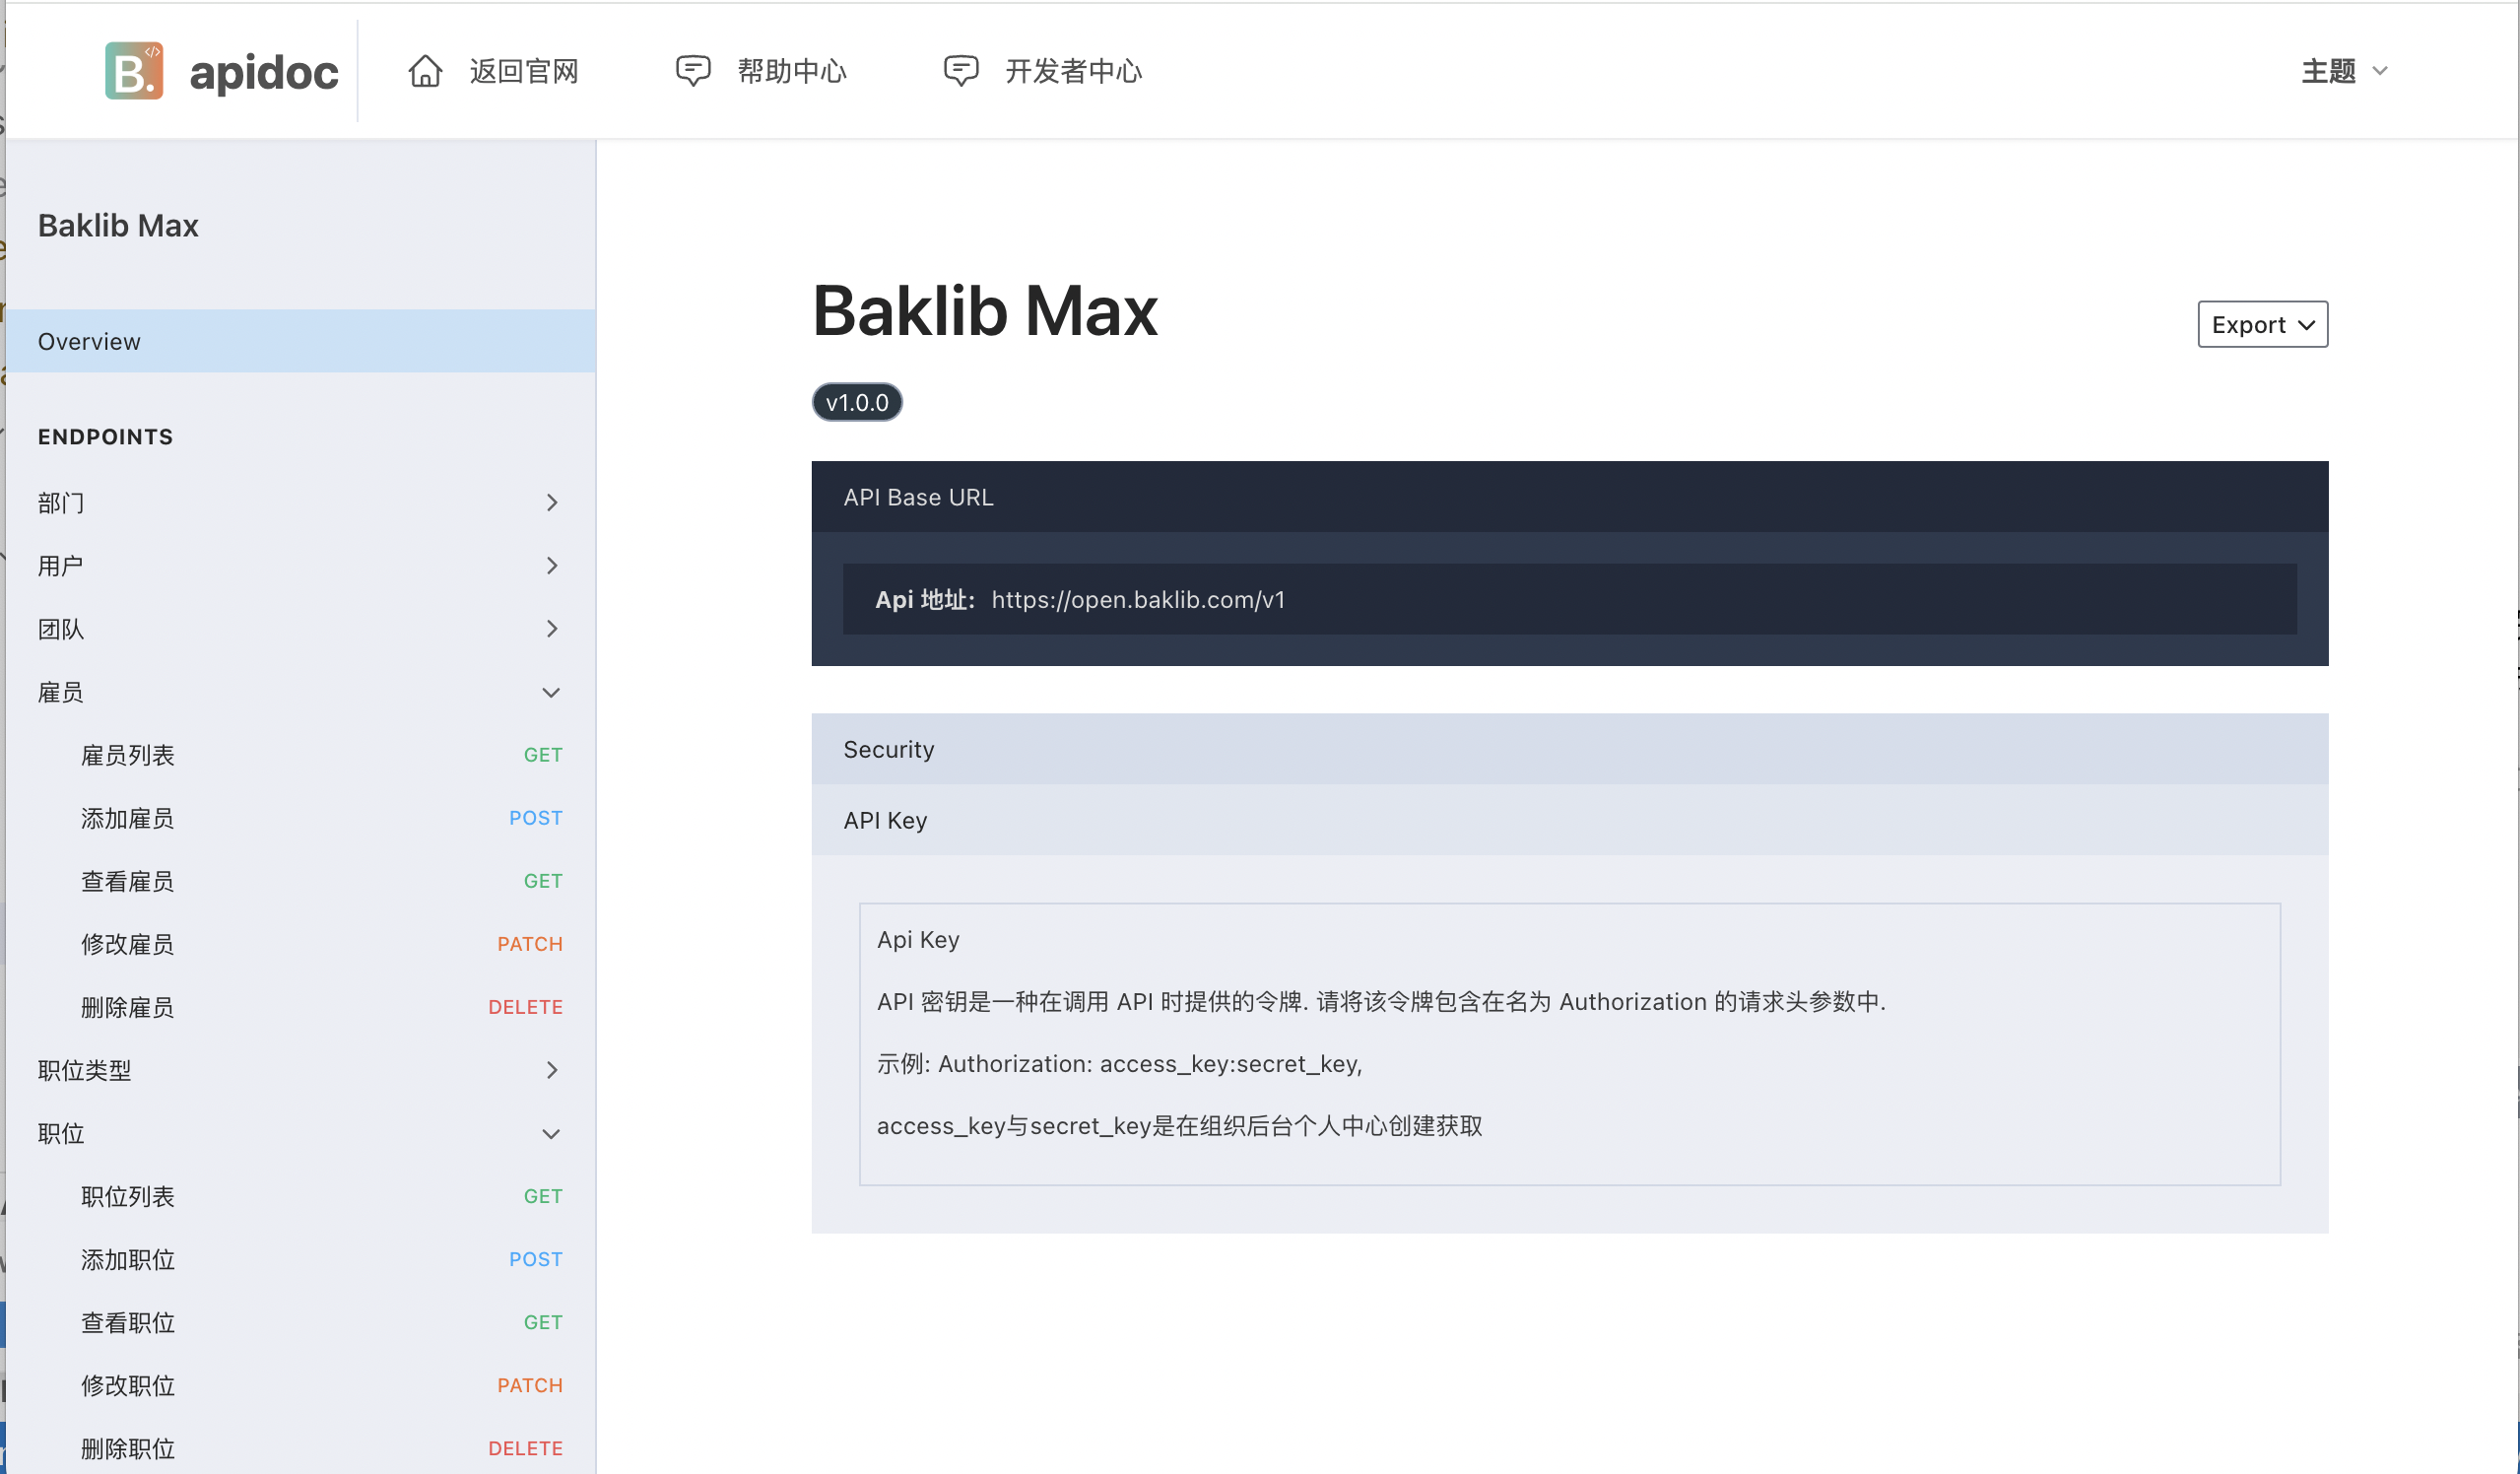 B. </>
apidoc
返回官网
帮助中心
开发者中心
主题
Baklib Max
Overview
ENDPOINTS
部门
用户
团队
雇员
雇员列表 GET
添加雇员 POST
查看雇员 GET
修改雇员 PATCH
删除雇员 DELETE
职位类型
职位
职位列表 GET
添加职位 POST
查看职位 GET
修改职位 PATCH
删除职位 DELETE
Baklib Max
Export
v1.0.0
API Base URL
Api 地址: https://open.baklib.com/v1
Security
API Key
Api Key
API 密钥是一种在调用 API 时提供的令牌. 请将该令牌包含在名为 Authorization 的请求头参数中.
示例: Authorization: access_key:secret_key,
access_key与secret_key是在组织后台个人中心创建获取